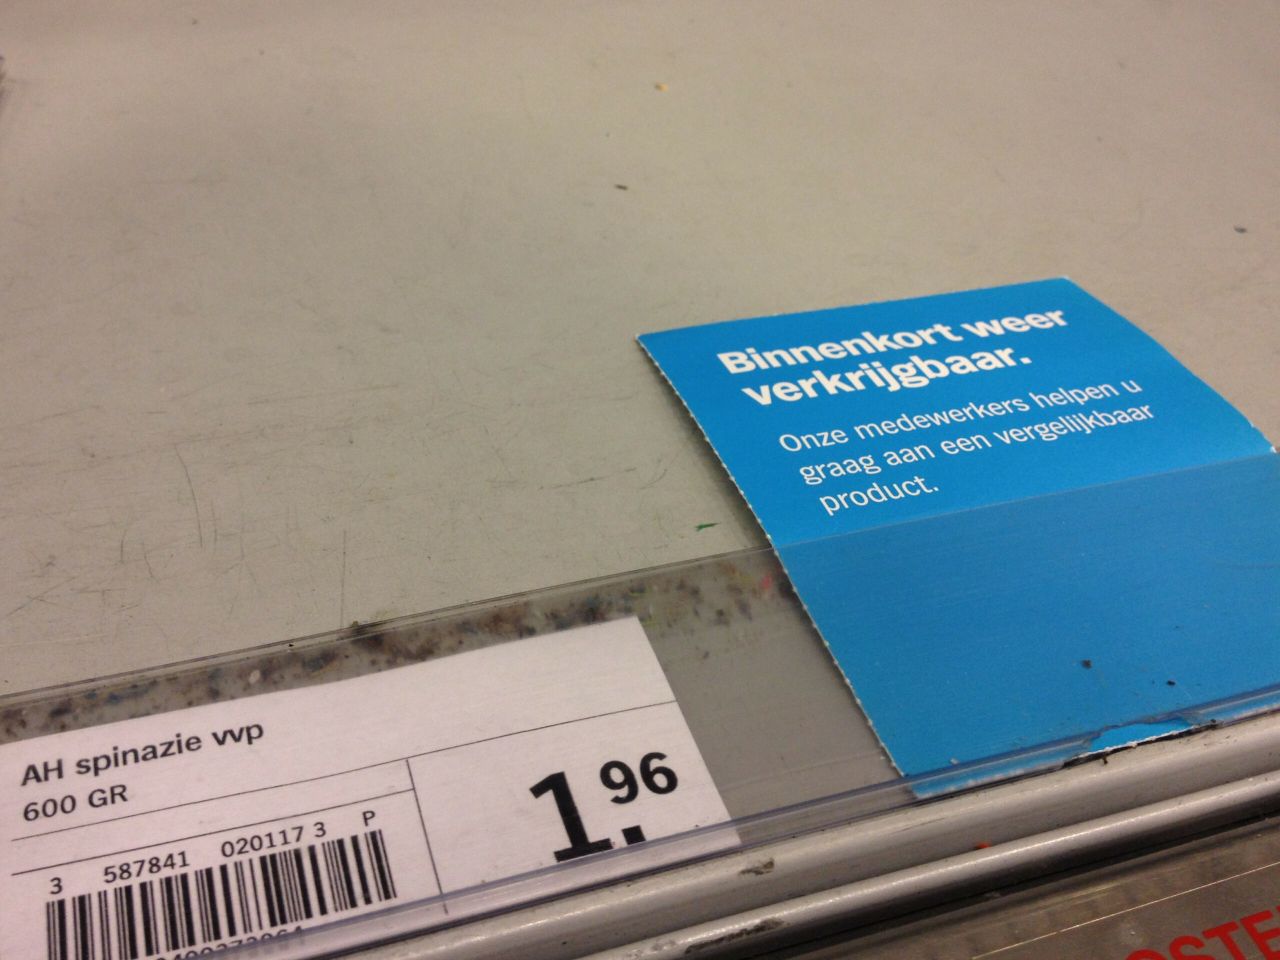 Binnenkort weer
verkrijgbaar.
Onze medewerkers helpen u
graag aan een vergelijkbaar
product.
AH spinazie vvp
600 GR
1.96
3 587841 020117 3 P